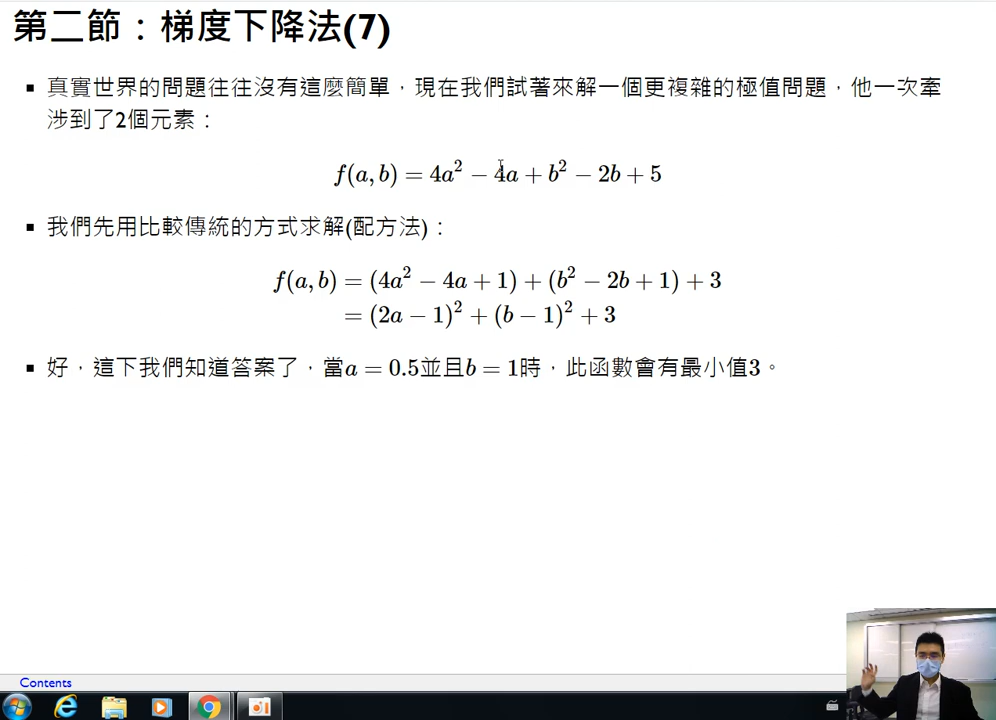 第二節：梯度下降法(7)
▪ 真實世界的問題往往沒有這麼簡單，現在我們試著來解一個更複雜的極值問題，他一次牽
涉到了2個元素：
f(a, b) = 4a² − 4a + b² − 2b + 5
▪ 我們先用比較傳統的方式求解(配方法)：
f(a, b) = (4a² − 4a + 1) + (b² − 2b + 1) + 3
= (2a − 1)² + (b − 1)² + 3
▪ 好，這下我們知道答案了，當a = 0.5並且b = 1時，此函數會有最小值3。
Contents